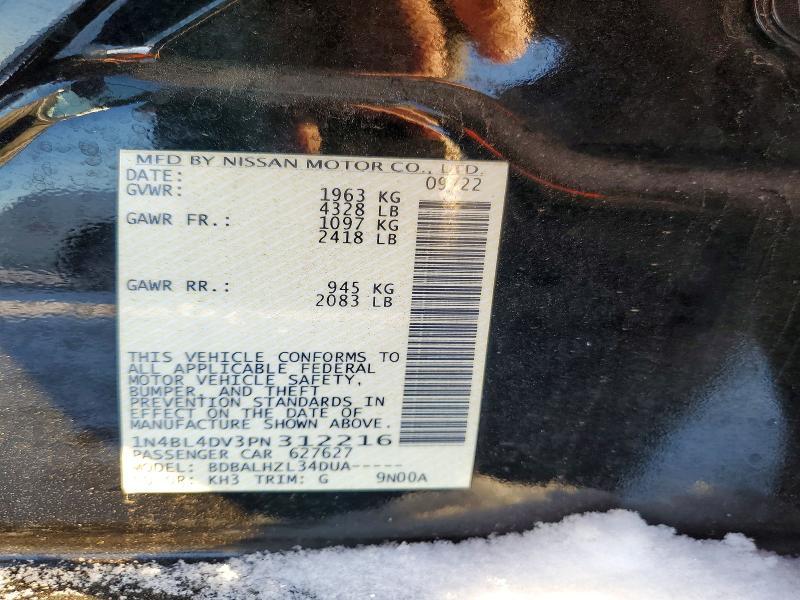 MFD BY NISSAN MOTOR CO., LTD.
DATE: 09/22
GVWR: 1963 KG
4328 LB
GAWR FR.: 1097 KG
2418 LB
GAWR RR.: 945 KG
2083 LB
THIS VEHICLE CONFORMS TO
ALL APPLICABLE FEDERAL
MOTOR VEHICLE SAFETY,
BUMPER, AND THEFT
PREVENTION STANDARDS IN
EFFECT ON THE DATE OF
MANUFACTURE SHOWN ABOVE.
1N4BL4DV3PN312216
PASSENGER CAR 627627
MODEL: BDBALHZL34DUA-----
COLOR: KH3 TRIM: G 9N00A